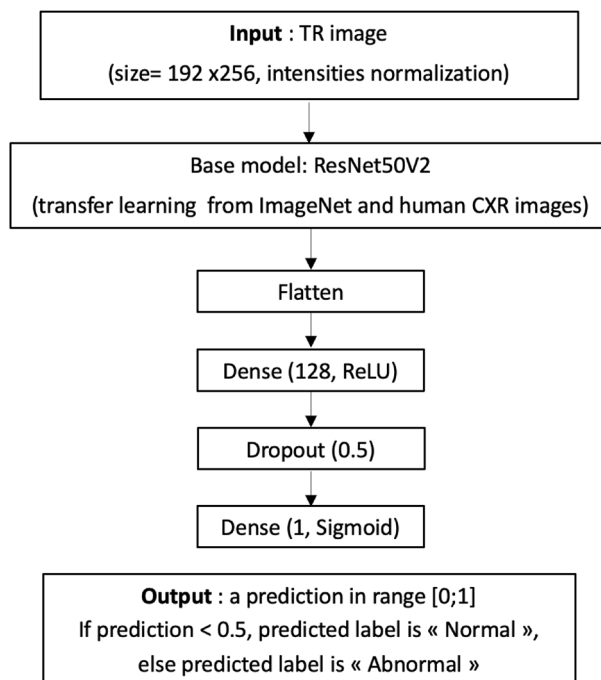 Input : TR image
(size= 192 x256, intensities normalization)
Base model: ResNet50V2
(transfer learning from ImageNet and human CXR images)
Flatten
Dense (128, ReLU)
Dropout (0.5)
Dense (1, Sigmoid)
Output : a prediction in range [0;1]
If prediction < 0.5, predicted label is « Normal »,
else predicted label is « Abnormal »